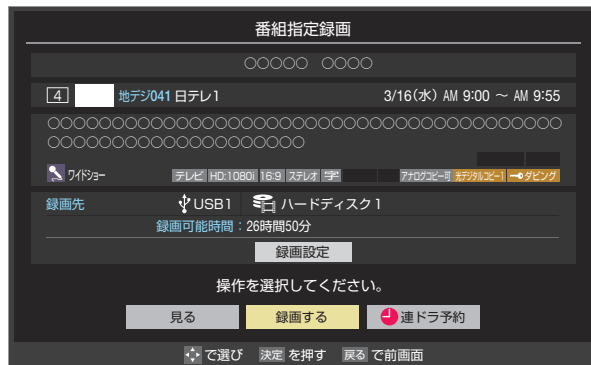 番組指定録画
○○○○○ ○○○○
4 地デジ041 日テレ1 3/16(水) AM 9:00 ～ AM 9:55
○○○○○○○○○○○○○○○○○○○○○○○○○○○○○○○○○○○○○○○○
○○○○○○○○○○○○○○○○○○○○
ワイドショー テレビ HD:1080i 16:9 ステレオ 字 アナログコピー可 光デジタルコピー1 ダビング
録画先 USB1 ハードディスク1
録画可能時間：26時間50分
録画設定
操作を選択してください。
見る 録画する 連ドラ予約
で選び 決定 を押す 戻る で前画面